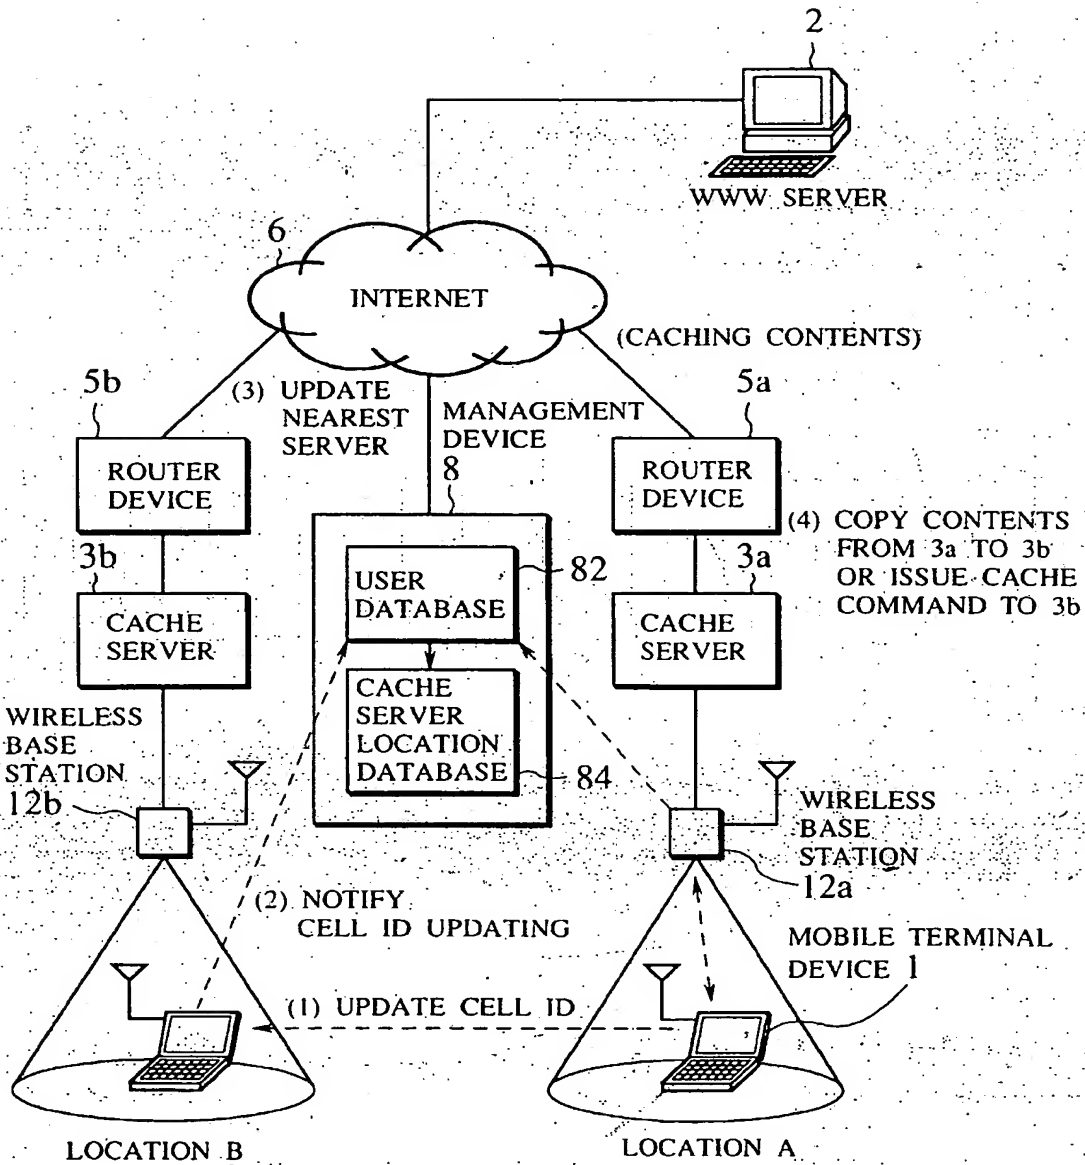 2
WWW SERVER
6
INTERNET
(CACHING CONTENTS)
5b
(3) UPDATE
NEAREST
SERVER
MANAGEMENT
DEVICE
8
5a
ROUTER
DEVICE
ROUTER
DEVICE
(4) COPY CONTENTS
FROM 3a TO 3b
OR ISSUE CACHE
COMMAND TO 3b
3b
CACHE
SERVER
USER
DATABASE
82
3a
CACHE
SERVER
CACHE
SERVER
LOCATION
DATABASE
84
WIRELESS
BASE
STATION
12b
WIRELESS
BASE
STATION
12a
(2) NOTIFY
CELL ID UPDATING
MOBILE TERMINAL
DEVICE 1
(1) UPDATE CELL ID
LOCATION B
LOCATION A